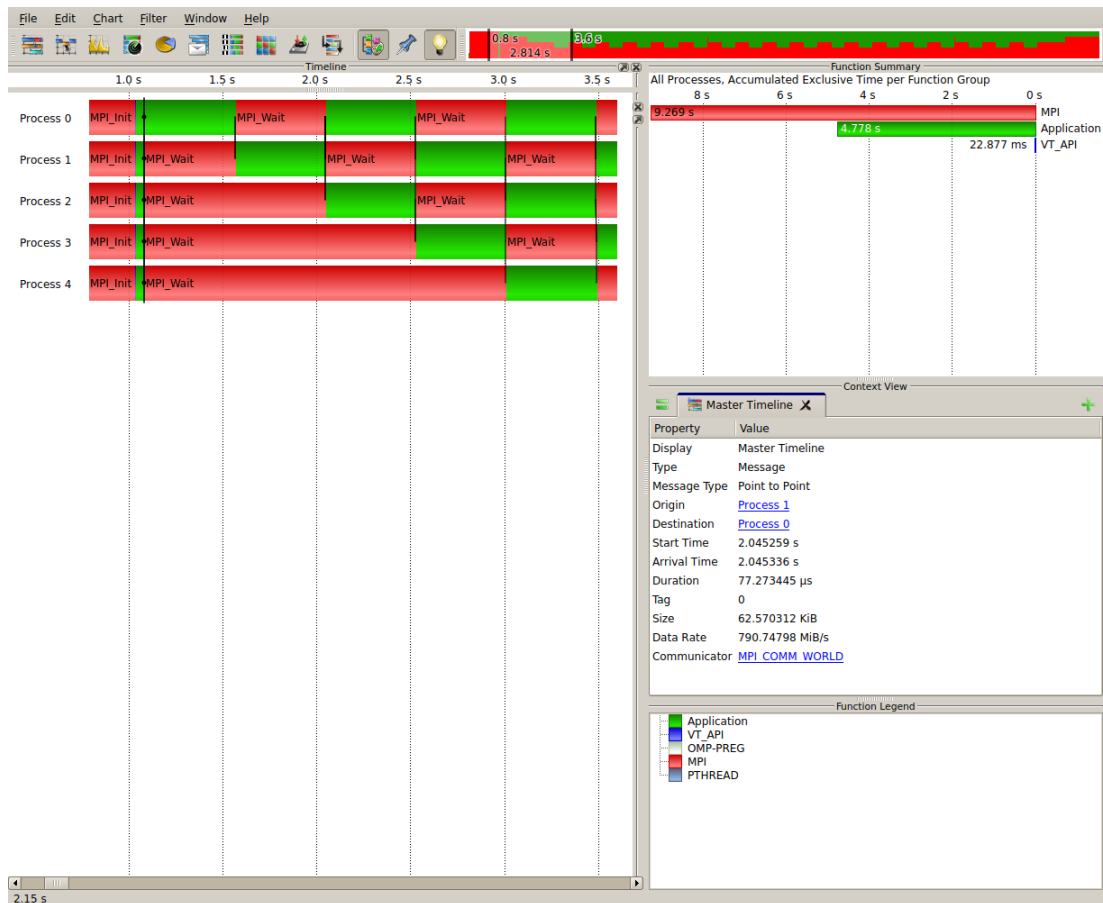 File Edit Chart Filter Window Help
0.8 s 3.6 s
2.814 s
Timeline
1.0 s 1.5 s 2.0 s 2.5 s 3.0 s 3.5 s
Process 0 MPI_Init MPI_Wait MPI_Wait
Process 1 MPI_Init MPI_Wait MPI_Wait MPI_Wait
Process 2 MPI_Init MPI_Wait MPI_Wait
Process 3 MPI_Init MPI_Wait MPI_Wait
Process 4 MPI_Init MPI_Wait
2.15 s
Function Summary
All Processes, Accumulated Exclusive Time per Function Group
8 s 6 s 4 s 2 s 0 s
9.269 s MPI
4.778 s Application
22.877 ms VT_API
Context View
Master Timeline
Property Value
Display Master Timeline
Type Message
Message Type Point to Point
Origin Process 1
Destination Process 0
Start Time 2.045259 s
Arrival Time 2.045336 s
Duration 77.273445 µs
Tag 0
Size 62.570312 KiB
Data Rate 790.74798 MiB/s
Communicator MPI_COMM_WORLD
Function Legend
Application
VT_API
OMP-PREG
MPI
PTHREAD